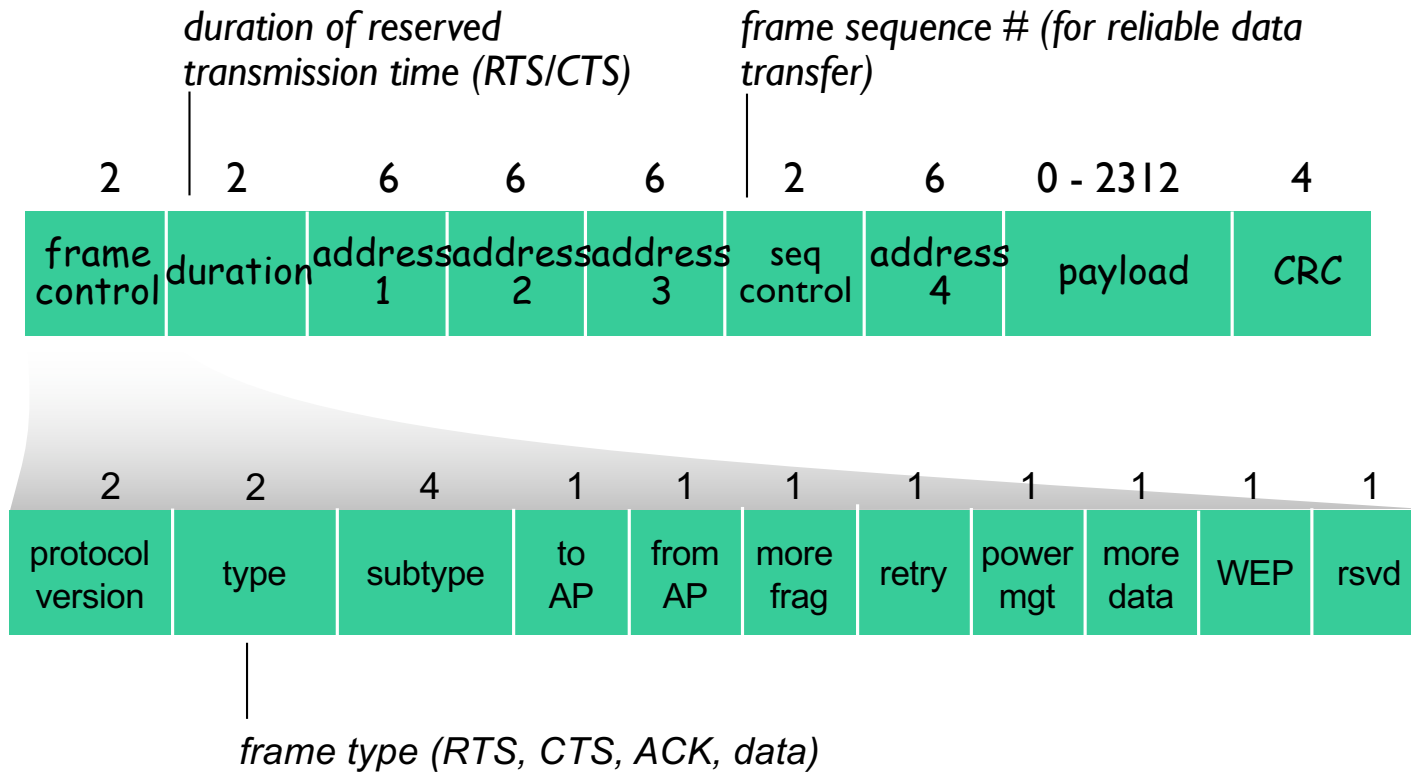 duration of reserved
transmission time (RTS/CTS)
frame sequence # (for reliable data
transfer)
2 2 6 6 6 2 6 0 - 2312 4
frame
control
duration
address
1
address
2
address
3
seq
control
address
4
payload
CRC
2 2 4 1 1 1 1 1 1 1 1
protocol
version
type
subtype
to
AP
from
AP
more
frag
retry
power
mgt
more
data
WEP
rsvd
frame type (RTS, CTS, ACK, data)